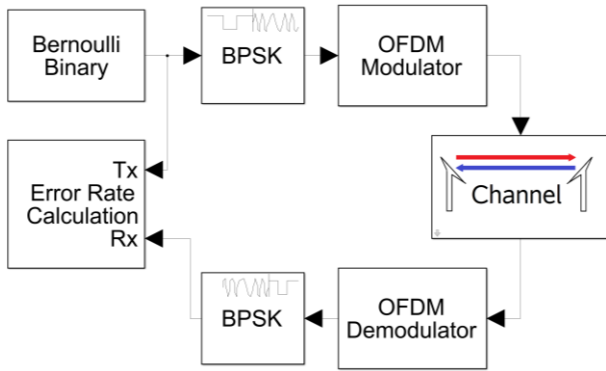 Bernoulli
Binary
BPSK
OFDM
Modulator
Channel
Tx
Error Rate
Calculation
Rx
BPSK
OFDM
Demodulator